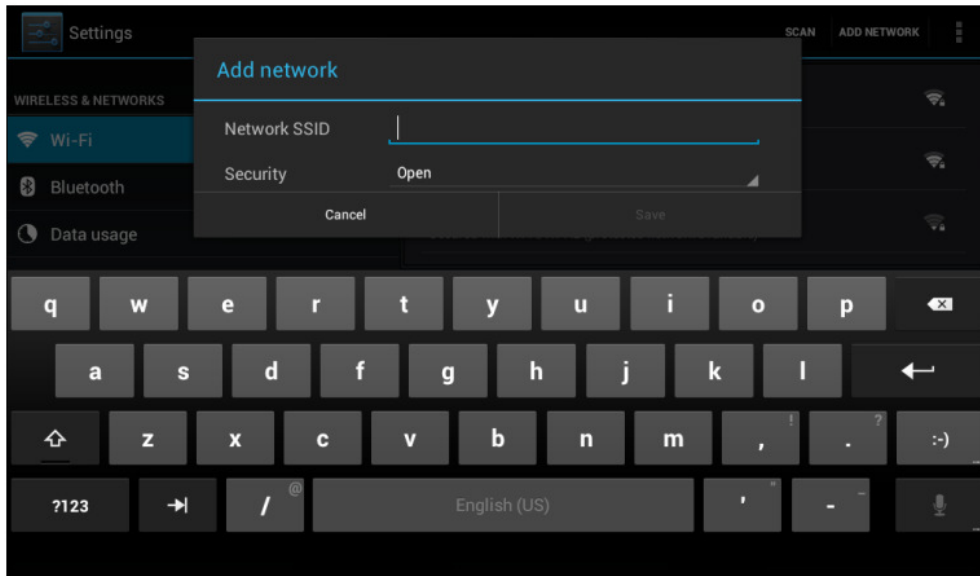 Settings
SCAN
ADD NETWORK
Add network
WIRELESS & NETWORKS
Network SSID
Wi-Fi
Security
Open
Bluetooth
Cancel
Save
Data usage
q w e r t y u i o p
a s d f g h j k l
z x c v b n m , ! . ? :-)
?123 / @ English (US) ' " - _